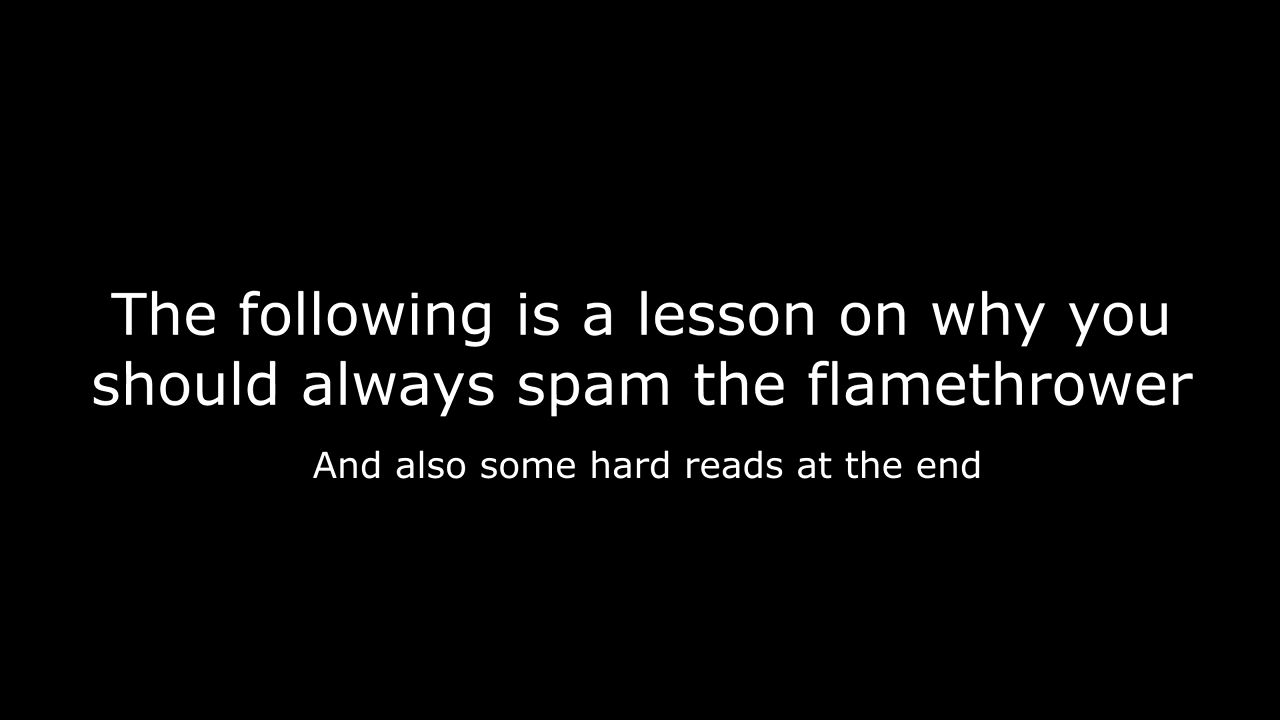 The following is a lesson on why you
should always spam the flamethrower
And also some hard reads at the end